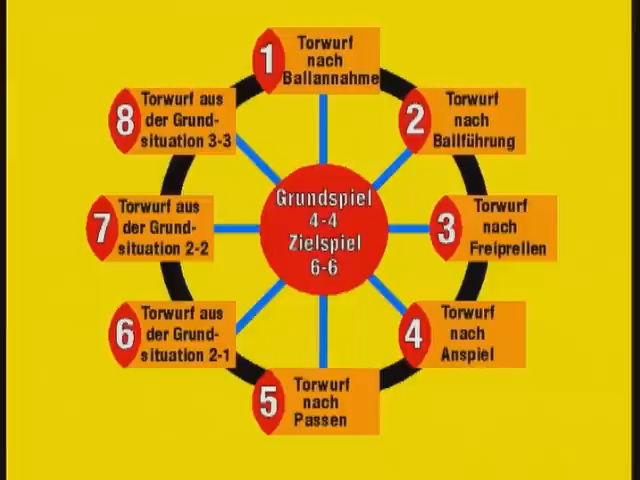 1
Torwurf
nach
Ballannahme
2
Torwurf
nach
Ballführung
3
Torwurf
nach
Freiprellen
4
Torwurf
nach
Anspiel
5
Torwurf
nach
Passen
6
Torwurf aus
der Grund-
situation 2-1
7
Torwurf aus
der Grund-
situation 2-2
8
Torwurf aus
der Grund-
situation 3-3
Grundspiel
4-4
Zielspiel
6-6